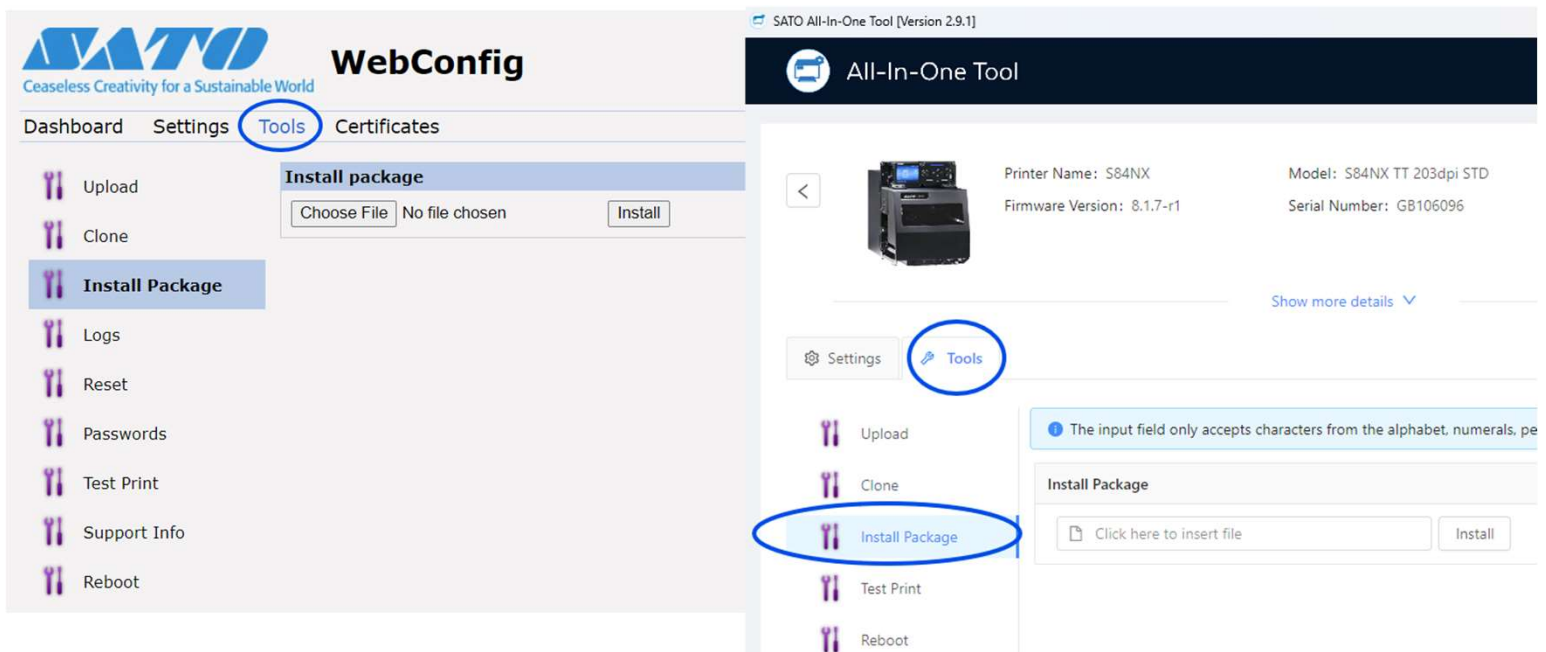 SATO
Ceaseless Creativity for a Sustainable World
WebConfig
Dashboard Settings Tools Certificates
Upload
Clone
Install Package
Logs
Reset
Passwords
Test Print
Support Info
Reboot
Install package
Choose File No file chosen Install
SATO All-In-One Tool [Version 2.9.1]
All-In-One Tool
Printer Name: S84NX Model: S84NX TT 203dpi STD
Firmware Version: 8.1.7-r1 Serial Number: GB106096
Show more details
Settings Tools
Upload
Clone
Install Package
Test Print
Reboot
The input field only accepts characters from the alphabet, numerals, pe
Install Package
Click here to insert file Install